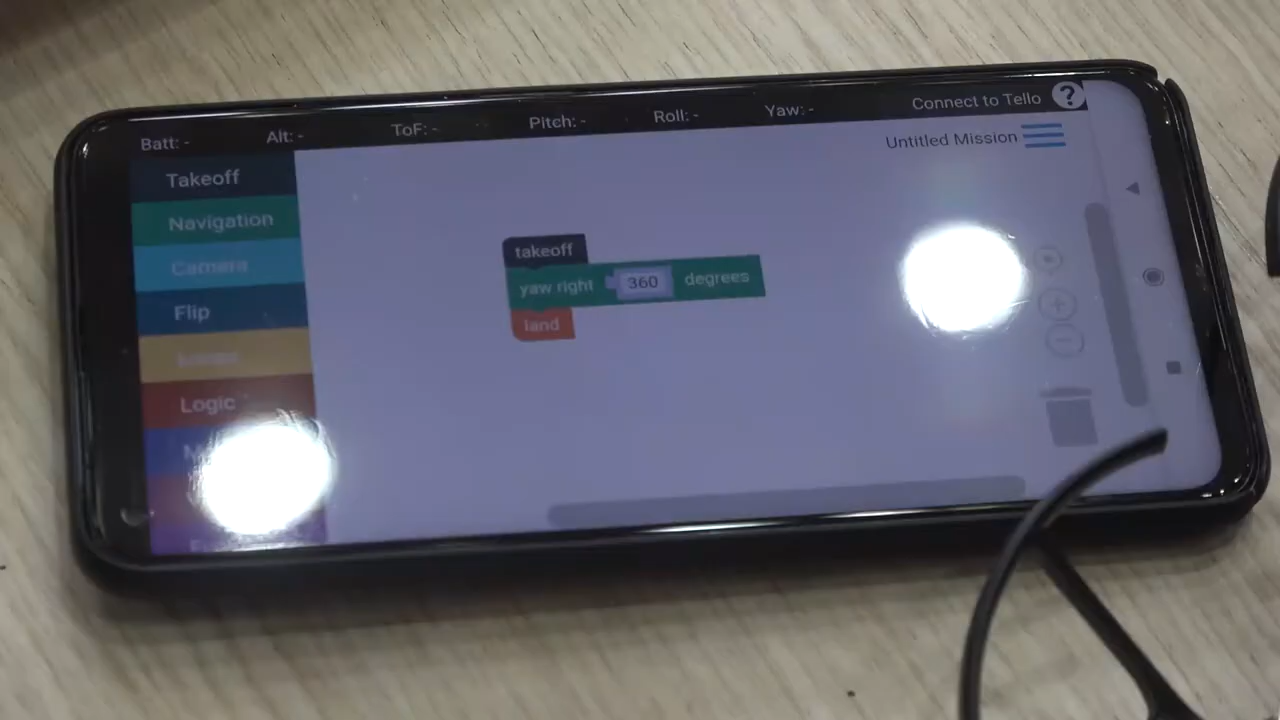 Batt: - Alt: - ToF: - Pitch: - Roll: - Yaw: - Connect to Tello ?
Untitled Mission
Takeoff
Navigation
Camera
Flip
Logic
takeoff
yaw right 360 degrees
land